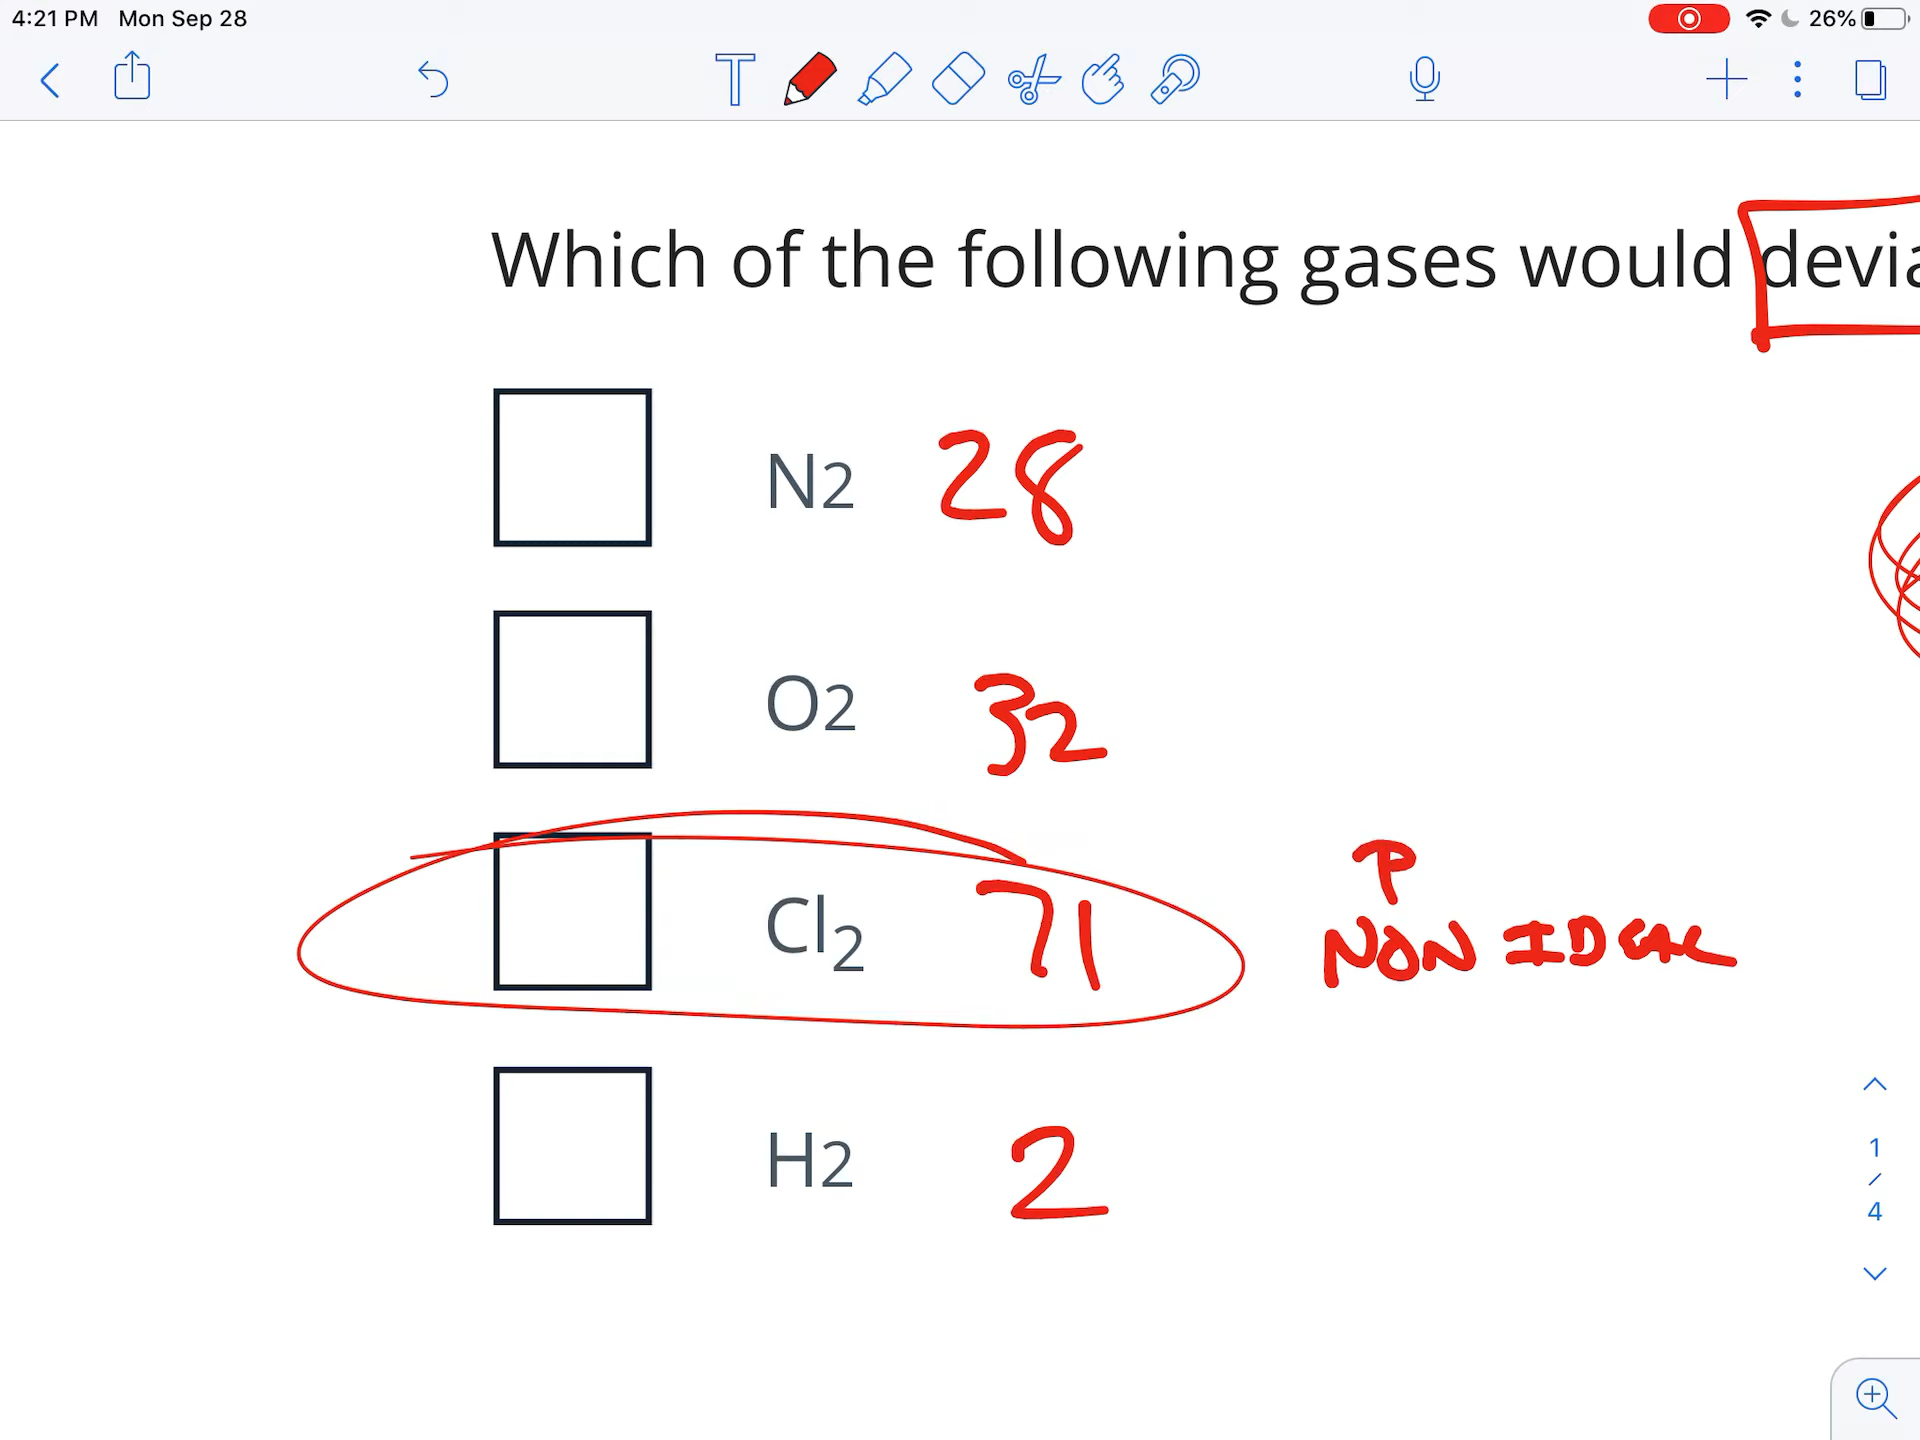 4:21 PM Mon Sep 28
26%
T
Which of the following gases would
N2 28
O2 32
Cl2 71
P
NON IDEAL
H2 2
1
/
4